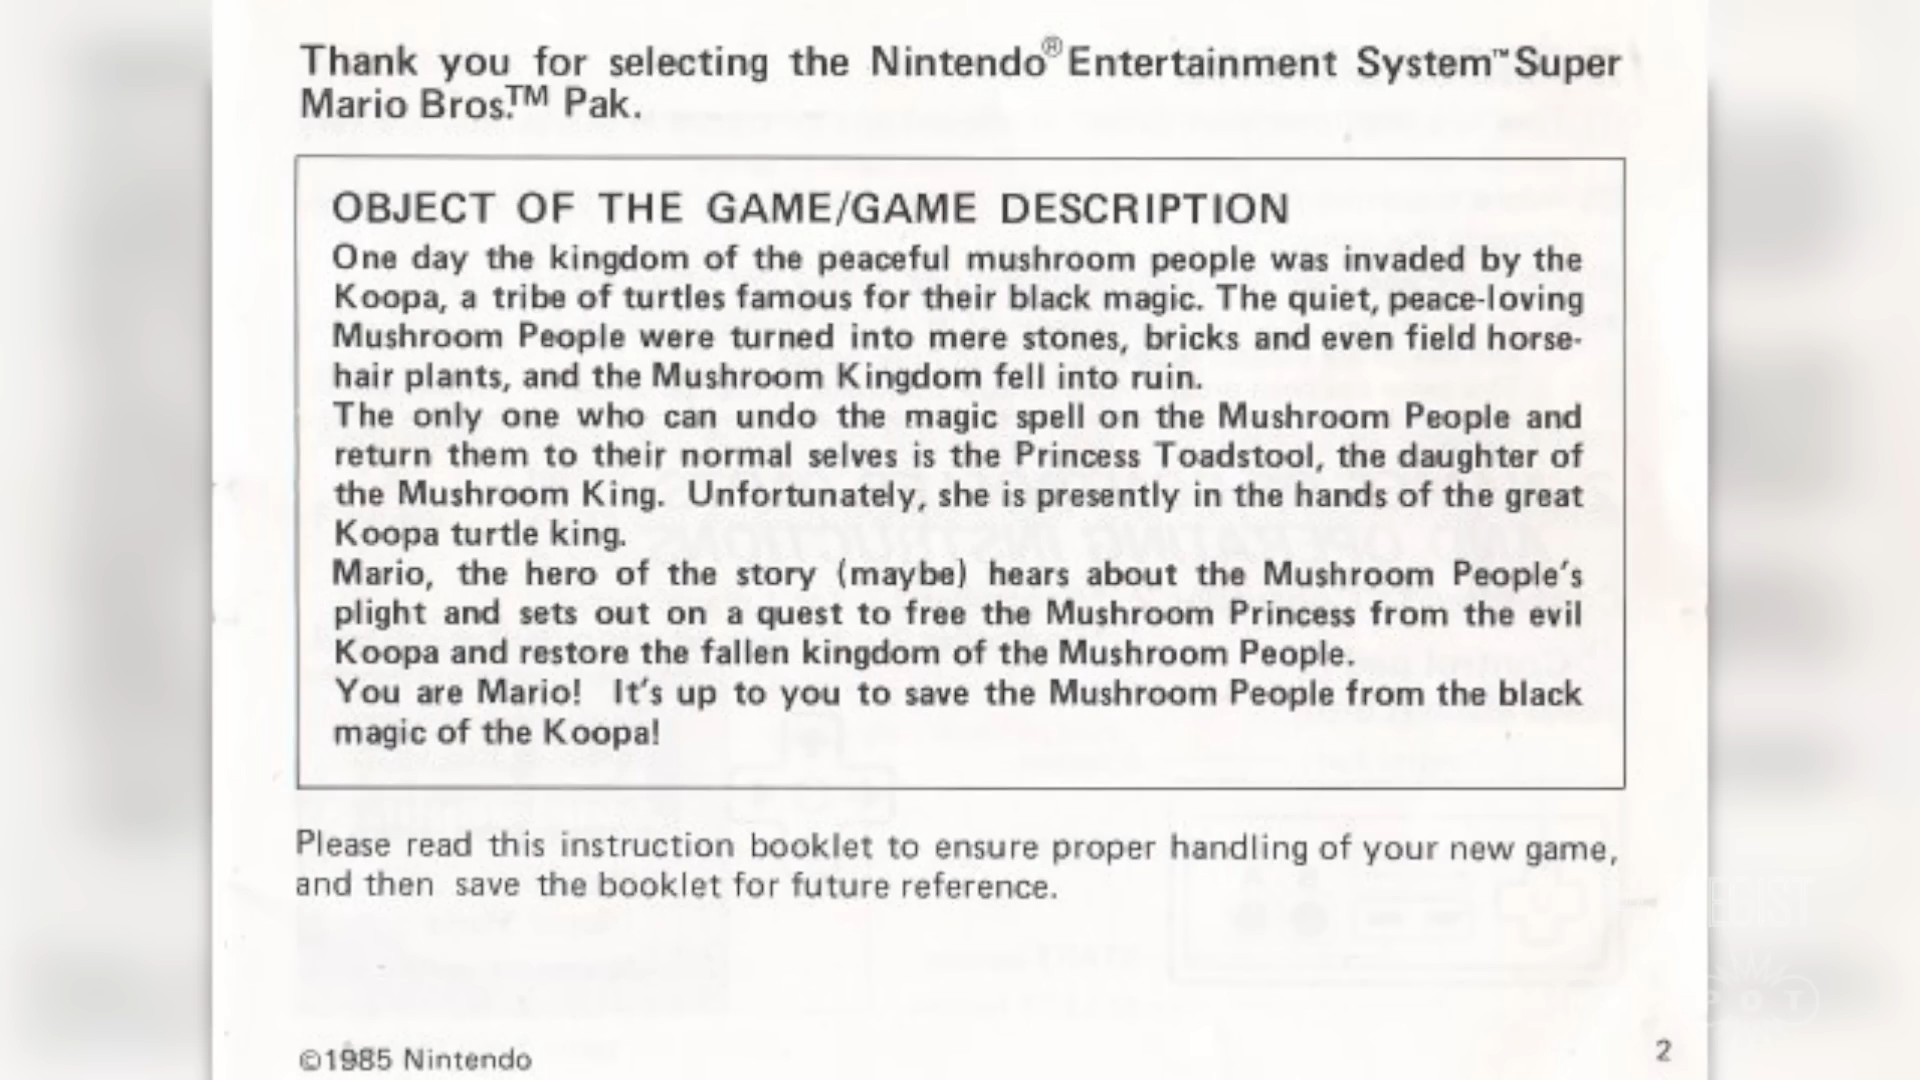 Thank you for selecting the Nintendo® Entertainment System™ Super
Mario Bros.™ Pak.
OBJECT OF THE GAME/GAME DESCRIPTION
One day the kingdom of the peaceful mushroom people was invaded by the
Koopa, a tribe of turtles famous for their black magic. The quiet, peace-loving
Mushroom People were turned into mere stones, bricks and even field horse-
hair plants, and the Mushroom Kingdom fell into ruin.
The only one who can undo the magic spell on the Mushroom People and
return them to their normal selves is the Princess Toadstool, the daughter of
the Mushroom King. Unfortunately, she is presently in the hands of the great
Koopa turtle king.
Mario, the hero of the story (maybe) hears about the Mushroom People's
plight and sets out on a quest to free the Mushroom Princess from the evil
Koopa and restore the fallen kingdom of the Mushroom People.
You are Mario! It's up to you to save the Mushroom People from the black
magic of the Koopa!
Please read this instruction booklet to ensure proper handling of your new game,
and then save the booklet for future reference.
©1985 Nintendo
2